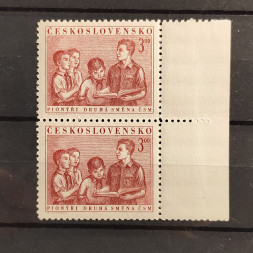 ČESKOSLOVENSKO
3.00
PIONÝŘI DRUHÁ SMĚNA ČSM
ČESKOSLOVENSKO
3.00
PIONÝŘI DRUHÁ SMĚNA ČSM